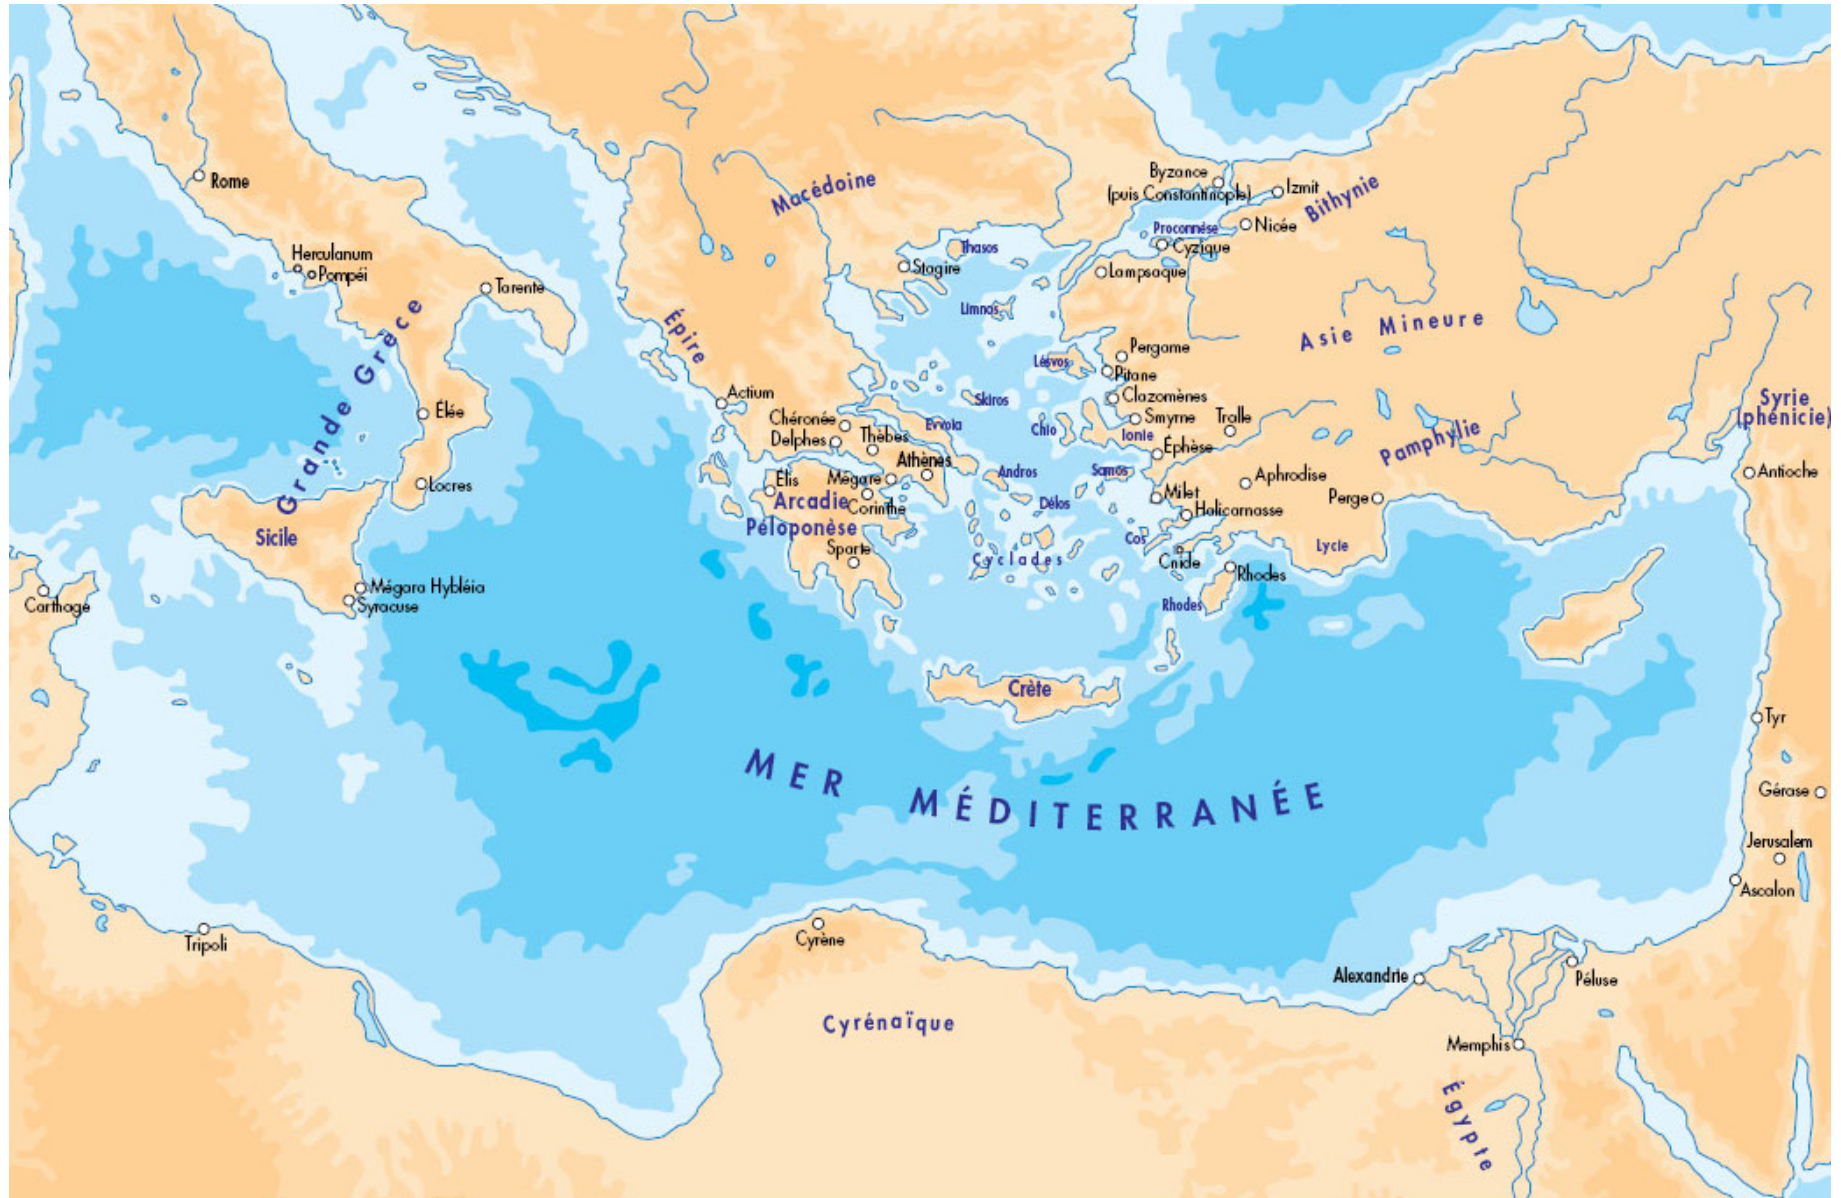 Rome
Herculanum
Pompéi
Tarente
Grande Grèce
Élée
Locres
Sicile
Mégara Hybléia
Syracuse
Carthage
Tripoli
Macédoine
Épire
Actium
Stagire
Thasos
Limnos
Lésvos
Skiros
Evvoia
Chio
Chéronée
Delphes
Thèbes
Athènes
Mégare
Élis
Arcadie
Corinthe
Péloponèse
Sparte
Andros
Délos
Samos
Cyclades
Cos
Crète
Byzance
(puis Constantinople)
Izmit
Bithynie
Nicée
Proconnése
Cyzique
Lampsaque
Asie Mineure
Pergame
Pitane
Clazomènes
Smyrne
Tralle
Ionie
Éphèse
Pamphylie
Aphrodise
Milet
Halicarnasse
Perge
Lycie
Cnide
Rhodes
Rhodes
Syrie
(phénicie)
Antioche
Tyr
Gérase
Jerusalem
Ascalon
MER MÉDITERRANÉE
Cyrène
Cyrénaïque
Alexandrie
Péluse
Memphis
Égypte